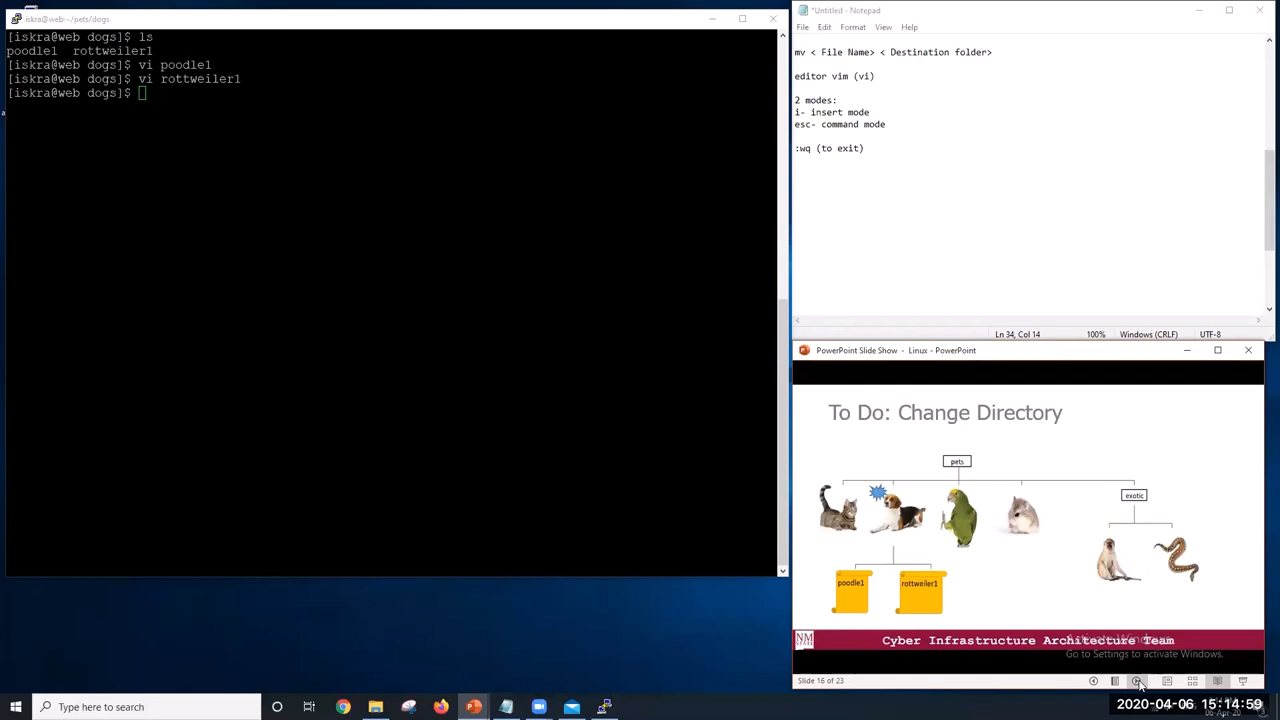 iskra@web:~/pets/dogs
[iskra@web dogs]$ ls
poodle1  rottweiler1
[iskra@web dogs]$ vi poodle1
[iskra@web dogs]$ vi rottweiler1
[iskra@web dogs]$
*Untitled - Notepad
File Edit Format View Help
mv < File Name> < Destination folder>
editor vim (vi)
2 modes:
i- insert mode
esc- command mode
:wq (to exit)
Ln 34, Col 14 100% Windows (CRLF) UTF-8
PowerPoint Slide Show - Linux - PowerPoint
To Do: Change Directory
pets
exotic
poodle1
rottweiler1
NM
Cyber Infrastructure Architecture Team
Activate Windows
Go to Settings to activate Windows.
Slide 16 of 23
Type here to search
2020-04-06 15:14:59